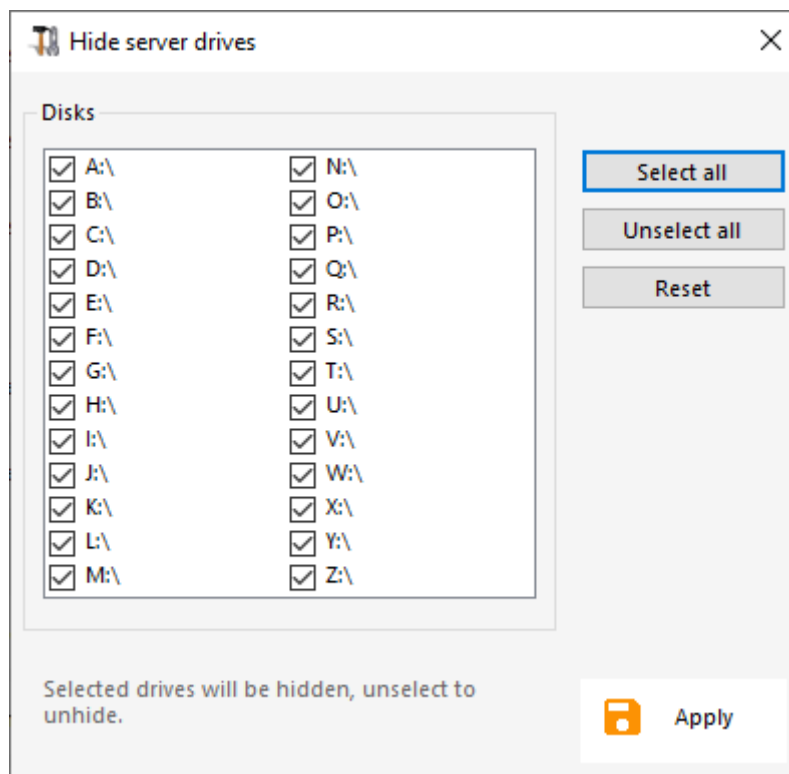 Hide server drives
Disks
A:\
B:\
C:\
D:\
E:\
F:\
G:\
H:\
I:\
J:\
K:\
L:\
M:\
N:\
O:\
P:\
Q:\
R:\
S:\
T:\
U:\
V:\
W:\
X:\
Y:\
Z:\
Select all
Unselect all
Reset
Selected drives will be hidden, unselect to
unhide.
Apply